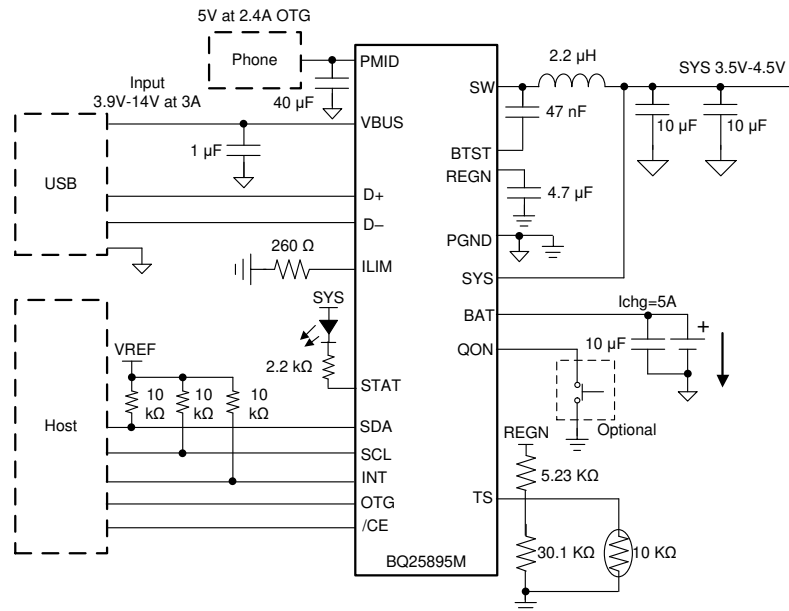 5V at 2.4A OTG
Phone
PMID
40 µF
Input
3.9V-14V at 3A
VBUS
1 µF
USB
D+
D–
260 Ω
ILIM
SYS
2.2 kΩ
STAT
VREF
10
kΩ
10
kΩ
10
kΩ
Host
SDA
SCL
INT
OTG
/CE
BQ25895M
SW
2.2 µH
SYS 3.5V-4.5V
47 nF
10 µF
10 µF
BTST
REGN
4.7 µF
PGND
SYS
BAT
Ichg=5A
+
10 µF
QON
Optional
REGN
5.23 KΩ
TS
30.1 KΩ
10 KΩ